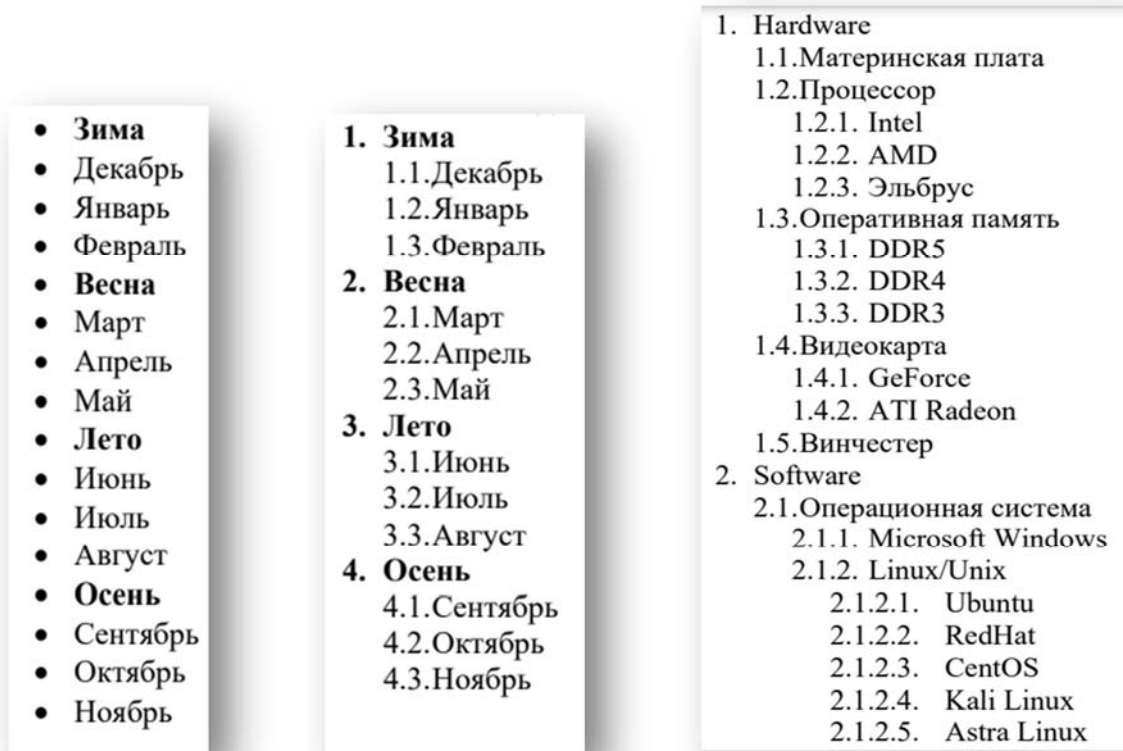 • Зима
• Декабрь
• Январь
• Февраль
• Весна
• Март
• Апрель
• Май
• Лето
• Июнь
• Июль
• Август
• Осень
• Сентябрь
• Октябрь
• Ноябрь
1. Зима
1.1.Декабрь
1.2.Январь
1.3.Февраль
2. Весна
2.1.Март
2.2.Апрель
2.3.Май
3. Лето
3.1.Июнь
3.2.Июль
3.3.Август
4. Осень
4.1.Сентябрь
4.2.Октябрь
4.3.Ноябрь
1. Hardware
1.1.Материнская плата
1.2.Процессор
1.2.1. Intel
1.2.2. AMD
1.2.3. Эльбрус
1.3.Оперативная память
1.3.1. DDR5
1.3.2. DDR4
1.3.3. DDR3
1.4.Видеокарта
1.4.1. GeForce
1.4.2. ATI Radeon
1.5.Винчестер
2. Software
2.1.Операционная система
2.1.1. Microsoft Windows
2.1.2. Linux/Unix
2.1.2.1. Ubuntu
2.1.2.2. RedHat
2.1.2.3. CentOS
2.1.2.4. Kali Linux
2.1.2.5. Astra Linux